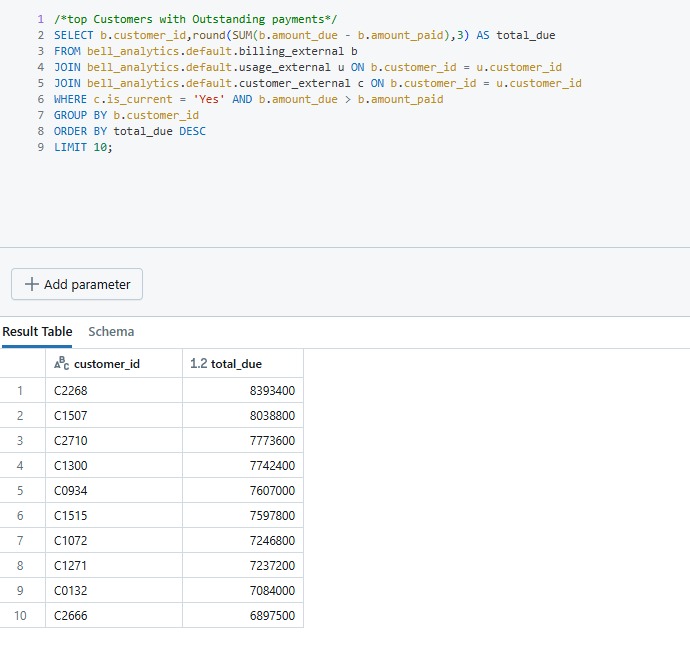 1 /*top Customers with Outstanding payments*/
2 SELECT b.customer_id,round(SUM(b.amount_due - b.amount_paid),3) AS total_due
3 FROM bell_analytics.default.billing_external b
4 JOIN bell_analytics.default.usage_external u ON b.customer_id = u.customer_id
5 JOIN bell_analytics.default.customer_external c ON b.customer_id = u.customer_id
6 WHERE c.is_current = 'Yes' AND b.amount_due > b.amount_paid
7 GROUP BY b.customer_id
8 ORDER BY total_due DESC
9 LIMIT 10;
+ Add parameter
Result Table Schema
ABC customer_id 1.2 total_due
1 C2268 8393400
2 C1507 8038800
3 C2710 7773600
4 C1300 7742400
5 C0934 7607000
6 C1515 7597800
7 C1072 7246800
8 C1271 7237200
9 C0132 7084000
10 C2666 6897500